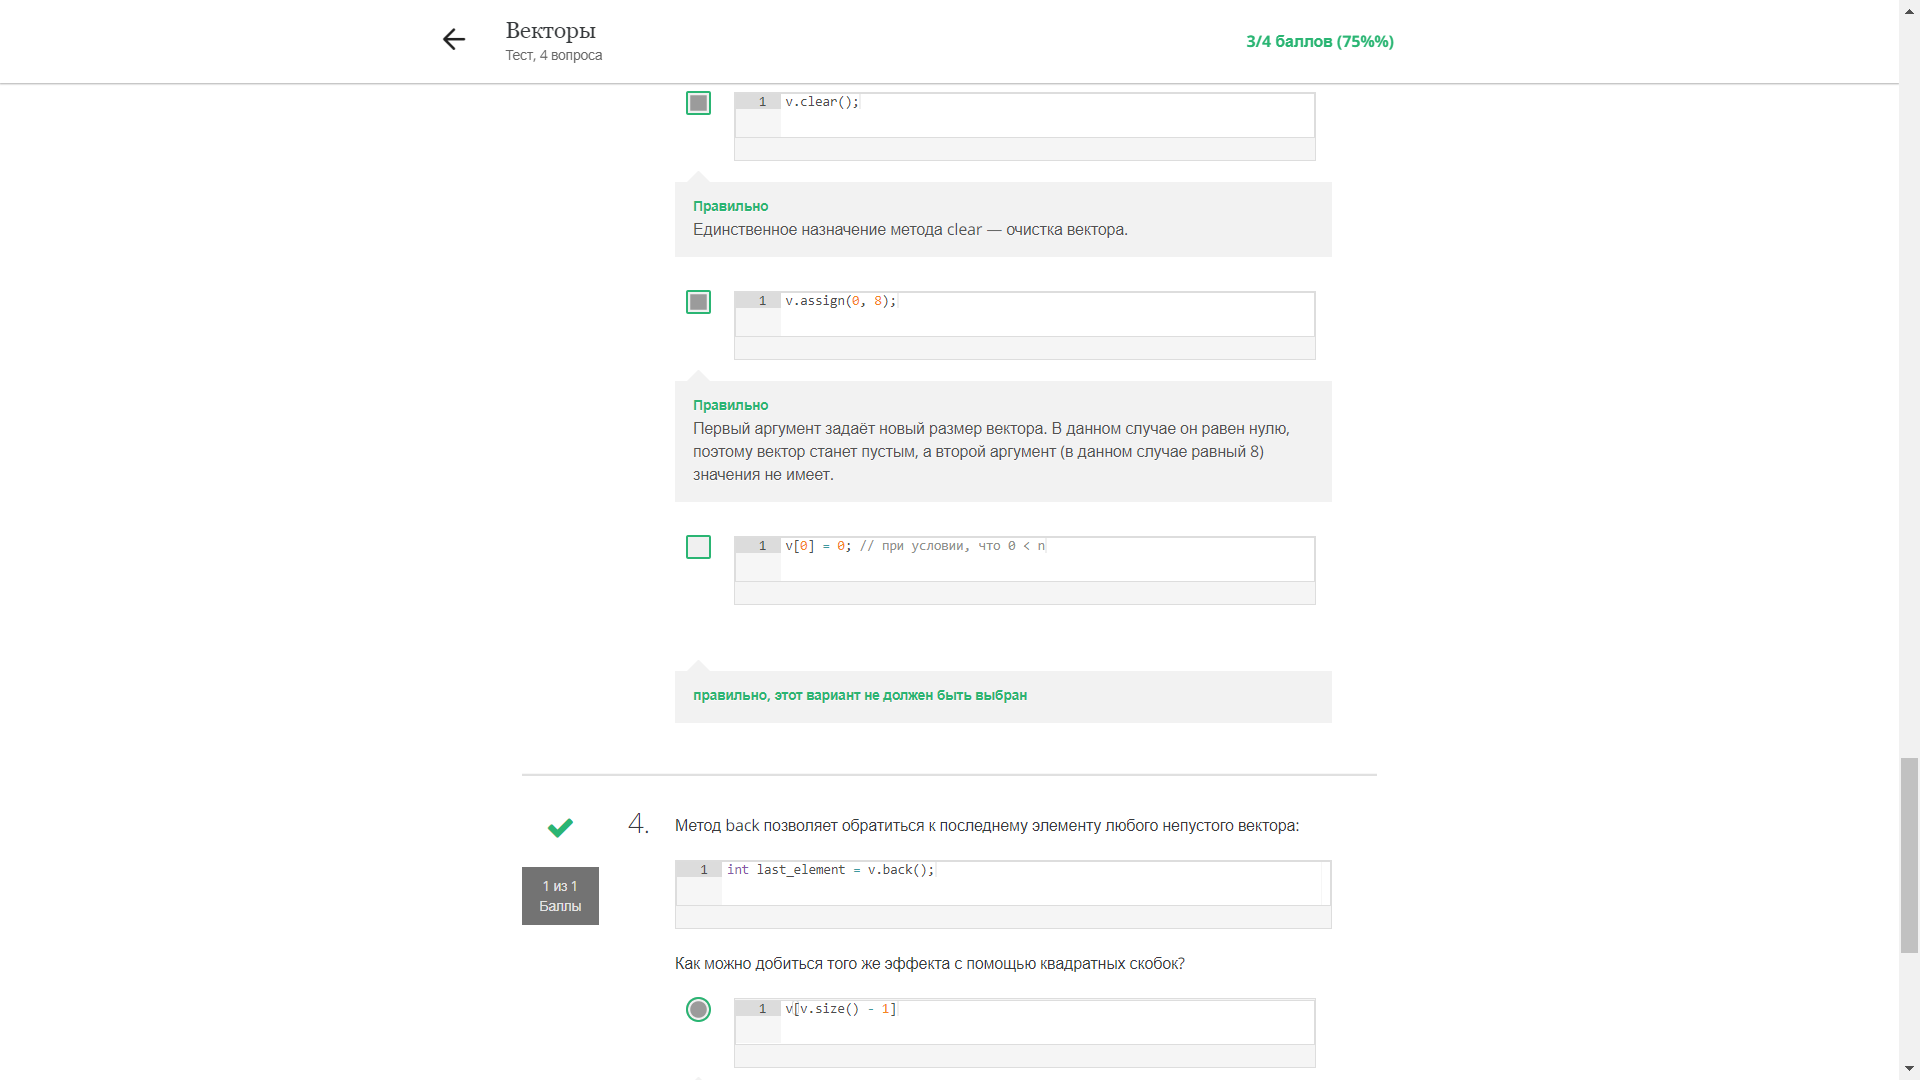 Векторы
Тест, 4 вопроса
3/4 баллов (75%%)
1 v.clear();
Правильно
Единственное назначение метода clear — очистка вектора.
1 v.assign(0, 8);
Правильно
Первый аргумент задаёт новый размер вектора. В данном случае он равен нулю,
поэтому вектор станет пустым, а второй аргумент (в данном случае равный 8)
значения не имеет.
1 v[0] = 0; // при условии, что 0 < n
правильно, этот вариант не должен быть выбран
1 из 1
Баллы
4. Метод back позволяет обратиться к последнему элементу любого непустого вектора:
1 int last_element = v.back();
Как можно добиться того же эффекта с помощью квадратных скобок?
1 v[v.size() - 1]